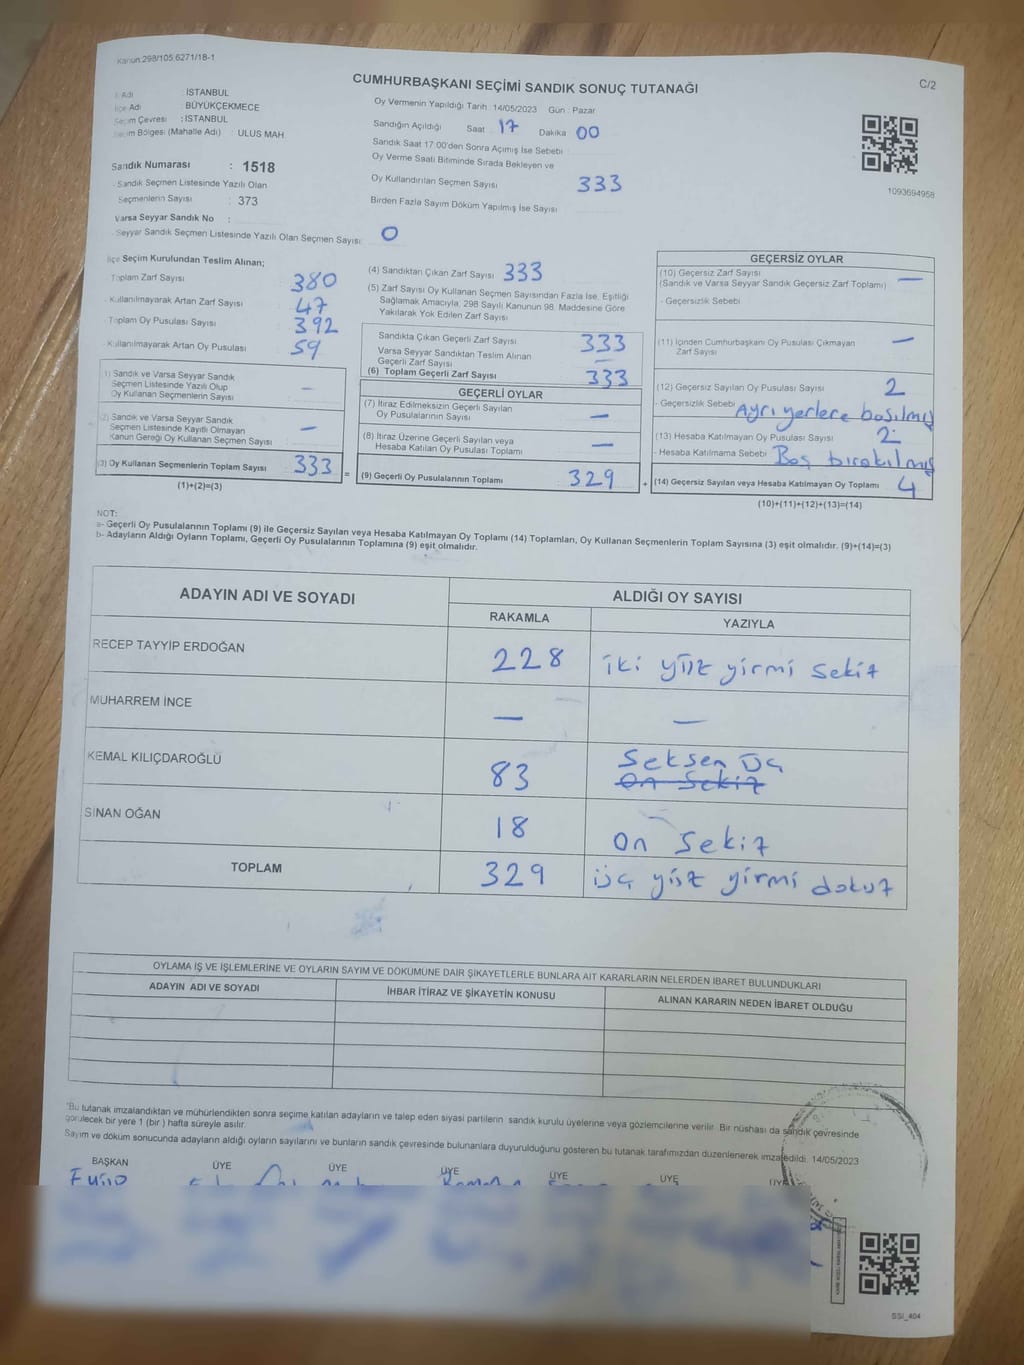 Kanun:298/105 6271/18-1
C/2
CUMHURBAŞKANI SEÇİMİ SANDIK SONUÇ TUTANAĞI
İl Adı İSTANBUL
İlçe Adı BÜYÜKÇEKMECE
Seçim Çevresi : İSTANBUL
Seçim Bölgesi (Mahalle Adı) : ULUS MAH.
Sandık Numarası : 1518
Sandık Seçmen Listesinde Yazılı Olan
Seçmenlerin Sayısı : 373
Varsa Seyyar Sandık No :
Seyyar Sandık Seçmen Listesinde Yazılı Olan Seçmen Sayısı: 0
Oy Vermenin Yapıldığı Tarih : 14/05/2023 Gün : Pazar
Sandığın Açıldığı Saat : 17 Dakika 00
Sandık Saat 17:00'den Sonra Açılmış İse Sebebi
Oy Verme Saati Bitiminde Sırada Bekleyen ve
Oy Kullandırılan Seçmen Sayısı 333
Birden Fazla Sayım Döküm Yapılmış İse Sayısı
1093694958
İlçe Seçim Kurulundan Teslim Alınan;
Toplam Zarf Sayısı 380
Kullanılmayarak Artan Zarf Sayısı 47
Toplam Oy Pusulası Sayısı 392
Kullanılmayarak Artan Oy Pusulası 59
1) Sandık ve Varsa Seyyar Sandık
Seçmen Listesinde Yazılı Olup
Oy Kullanan Seçmenlerin Sayısı -
(2) Sandık ve Varsa Seyyar Sandık
Seçmen Listesinde Kayıtlı Olmayan
Kanun Gereği Oy Kullanan Seçmen Sayısı -
(3) Oy Kullanan Seçmenlerin Toplam Sayısı 333 =
(1)+(2)=(3)
(4) Sandıktan Çıkan Zarf Sayısı 333
(5) Zarf Sayısı Oy Kullanan Seçmen Sayısından Fazla İse, Eşitliği
Sağlamak Amacıyla, 298 Sayılı Kanunun 98. Maddesine Göre
Yakılarak Yok Edilen Zarf Sayısı
Sandıkta Çıkan Geçerli Zarf Sayısı 333
Varsa Seyyar Sandıktan Teslim Alınan
Geçerli Zarf Sayısı -
(6) Toplam Geçerli Zarf Sayısı 333
GEÇERLİ OYLAR
(7) İtiraz Edilmeksizin Geçerli Sayılan
Oy Pusulalarının Sayısı -
(8) İtiraz Üzerine Geçerli Sayılan veya
Hesaba Katılan Oy Pusulası Toplamı -
(9) Geçerli Oy Pusulalarının Toplamı 329 +
GEÇERSİZ OYLAR
(10) Geçersiz Zarf Sayısı -
(Sandık ve Varsa Seyyar Sandık Geçersiz Zarf Toplamı)
- Geçersizlik Sebebi
(11) İçinden Cumhurbaşkanı Oy Pusulası Çıkmayan
Zarf Sayısı -
(12) Geçersiz Sayılan Oy Pusulası Sayısı 2
- Geçersizlik Sebebi Ayrı yerlere basılmış
(13) Hesaba Katılmayan Oy Pusulası Sayısı 2
- Hesaba Katılmama Sebebi Boş bırakılmış
(14) Geçersiz Sayılan veya Hesaba Katılmayan Oy Toplamı 4
(10)+(11)+(12)+(13)=(14)
NOT:
a- Geçerli Oy Pusulalarının Toplamı (9) ile Geçersiz Sayılan veya Hesaba Katılmayan Oy Toplamı (14) Toplamları, Oy Kullanan Seçmenlerin Toplam Sayısına (3) eşit olmalıdır. (9)+(14)=(3)
b- Adayların Aldığı Oyların Toplamı, Geçerli Oy Pusulalarının Toplamına (9) eşit olmalıdır.
ADAYIN ADI VE SOYADI ALDIĞI OY SAYISI
RAKAMLA YAZIYLA
RECEP TAYYİP ERDOĞAN 228 iki yüz yirmi sekiz
MUHARREM İNCE - -
KEMAL KILIÇDAROĞLU 83 Seksen üç
on sekiz
SİNAN OĞAN 18 on sekiz
TOPLAM 329 üç yüz yirmi dokuz
OYLAMA İŞ VE İŞLEMLERİNE VE OYLARIN SAYIM VE DÖKÜMÜNE DAİR ŞİKAYETLERLE BUNLARA AİT KARARLARIN NELERDEN İBARET BULUNDUKLARI
ADAYIN ADI VE SOYADI İHBAR İTİRAZ VE ŞİKAYETİN KONUSU ALINAN KARARIN NEDEN İBARET OLDUĞU
"Bu tutanak imzalandıktan ve mühürlendikten sonra seçime katılan adayların ve talep eden siyasi partilerin sandık kurulu üyelerine veya gözlemcilerine verilir. Bir nüshası da sandık çevresinde
görülecek bir yere 1 (bir ) hafta süreyle asılır.
Sayım ve döküm sonucunda adayların aldığı oyların sayılarını ve bunların sandık çevresinde bulunanlara duyurulduğunu gösteren bu tutanak tarafımızdan düzenlenerek imza edildi. 14/05/2023
BAŞKAN ÜYE ÜYE ÜYE ÜYE ÜYE ÜYE
SSI_404